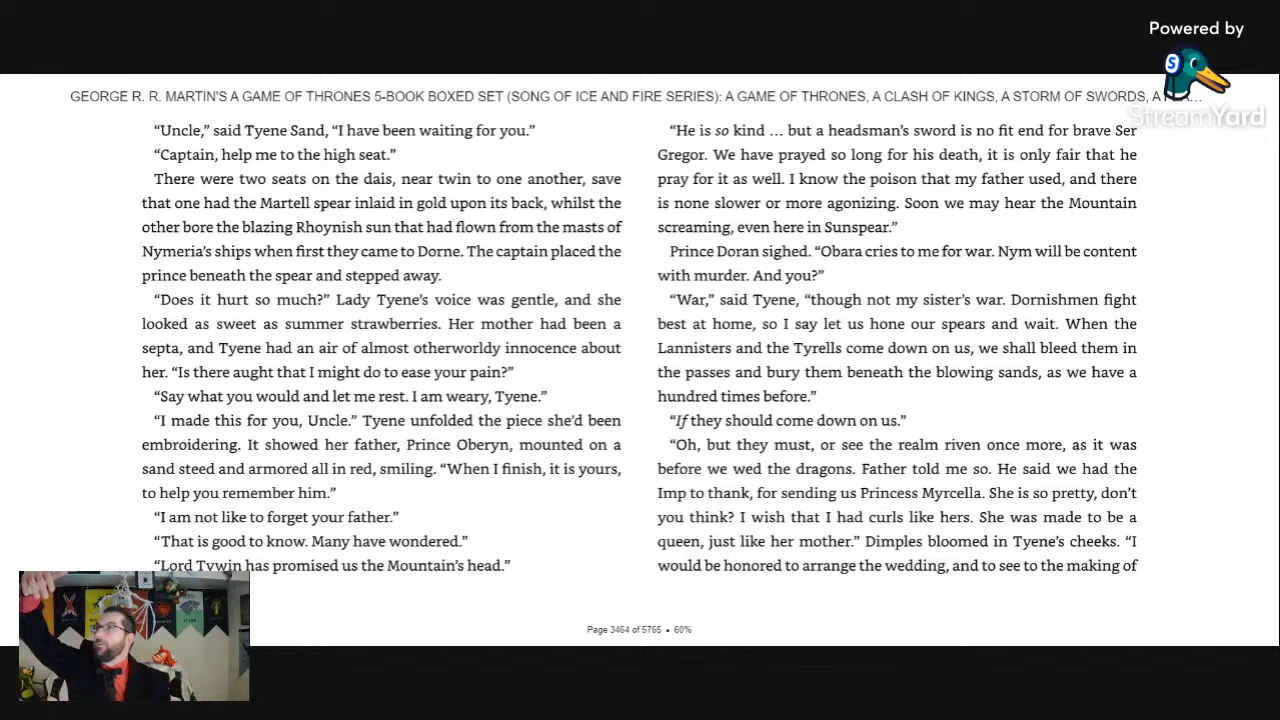 Powered by
S
StreamYard
GEORGE R. R. MARTIN'S A GAME OF THRONES 5-BOOK BOXED SET (SONG OF ICE AND FIRE SERIES): A GAME OF THRONES, A CLASH OF KINGS, A STORM OF SWORDS, A
“Uncle,” said Tyene Sand, “I have been waiting for you.”
“Captain, help me to the high seat.”
There were two seats on the dais, near twin to one another, save
that one had the Martell spear inlaid in gold upon its back, whilst the
other bore the blazing Rhoynish sun that had flown from the masts of
Nymeria’s ships when first they came to Dorne. The captain placed the
prince beneath the spear and stepped away.
“Does it hurt so much?” Lady Tyene’s voice was gentle, and she
looked as sweet as summer strawberries. Her mother had been a
septa, and Tyene had an air of almost otherworldly innocence about
her. “Is there aught that I might do to ease your pain?”
“Say what you would and let me rest. I am weary, Tyene.”
“I made this for you, Uncle.” Tyene unfolded the piece she’d been
embroidering. It showed her father, Prince Oberyn, mounted on a
sand steed and armored all in red, smiling. “When I finish, it is yours,
to help you remember him.”
“I am not like to forget your father.”
“That is good to know. Many have wondered.”
“Lord Tywin has promised us the Mountain’s head.”
“He is so kind … but a headsman’s sword is no fit end for brave Ser
Gregor. We have prayed so long for his death, it is only fair that he
pray for it as well. I know the poison that my father used, and there
is none slower or more agonizing. Soon we may hear the Mountain
screaming, even here in Sunspear.”
Prince Doran sighed. “Obara cries to me for war. Nym will be content
with murder. And you?”
“War,” said Tyene, “though not my sister’s war. Dornishmen fight
best at home, so I say let us hone our spears and wait. When the
Lannisters and the Tyrells come down on us, we shall bleed them in
the passes and bury them beneath the blowing sands, as we have a
hundred times before.”
“If they should come down on us.”
“Oh, but they must, or see the realm riven once more, as it was
before we wed the dragons. Father told me so. He said we had the
Imp to thank, for sending us Princess Myrcella. She is so pretty, don’t
you think? I wish that I had curls like hers. She was made to be a
queen, just like her mother.” Dimples bloomed in Tyene’s cheeks. “I
would be honored to arrange the wedding, and to see to the making of
Page 3464 of 5765 • 60%